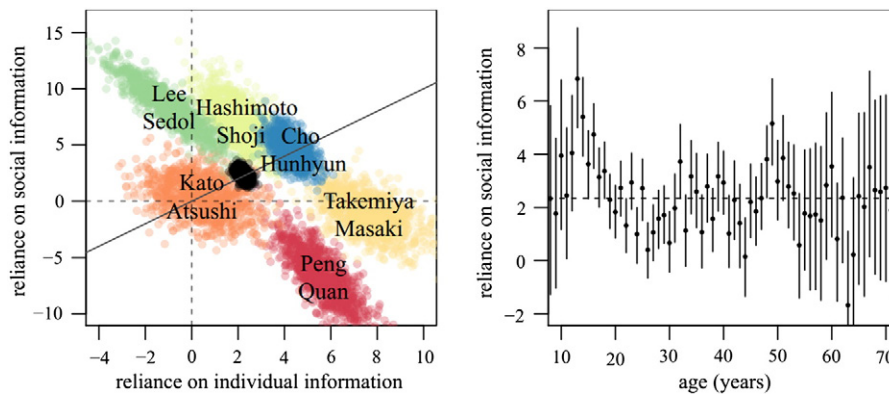 15
10
5
0
−5
−10
reliance on social information
Lee
Sedol
Hashimoto
Shoji
Cho
Hunhyun
Kato
Atsushi
Takemiya
Masaki
Peng
Quan
−4 −2 0 2 4 6 8 10
reliance on individual information
8
6
4
2
0
−2
reliance on social information
10 20 30 40 50 60 70
age (years)